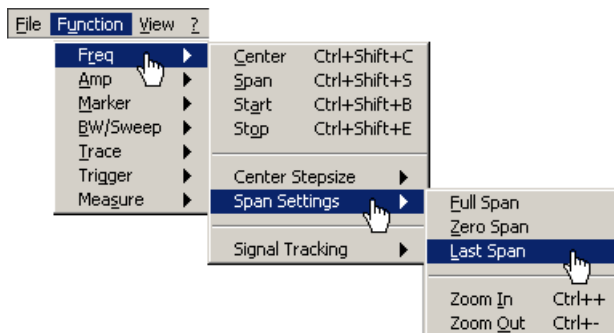 File Function View ?
Freq
Amp
Marker
BW/Sweep
Trace
Trigger
Measure
Center Ctrl+Shift+C
Span Ctrl+Shift+S
Start Ctrl+Shift+B
Stop Ctrl+Shift+E
Center Stepsize
Span Settings
Signal Tracking
Full Span
Zero Span
Last Span
Zoom In Ctrl++
Zoom Out Ctrl+-